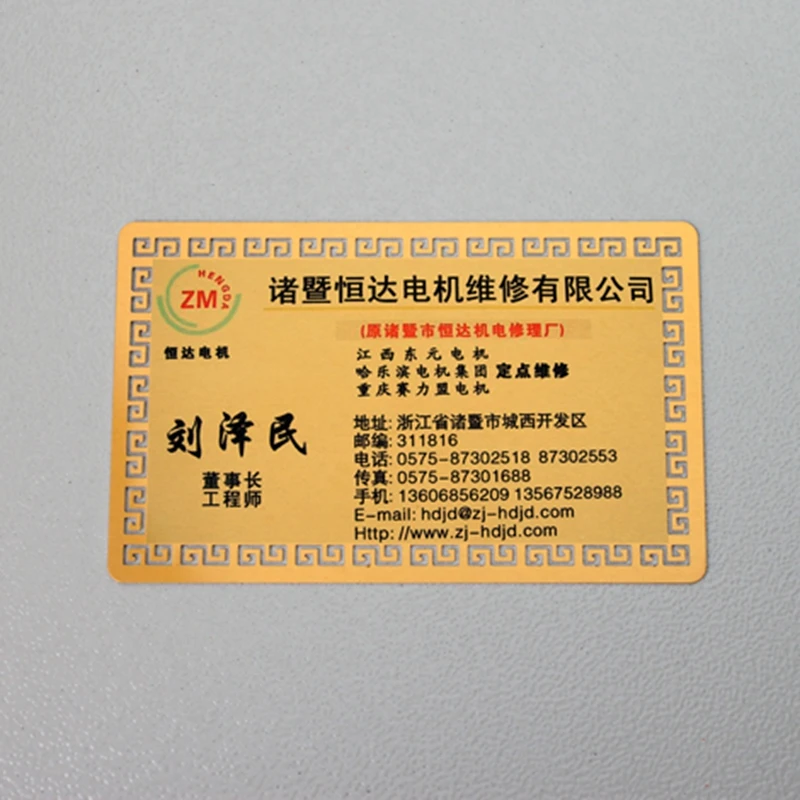 HENGDA
ZM
恒达电机
诸暨恒达电机维修有限公司
(原诸暨市恒达机电修理厂)
江西东元电机
哈尔滨电机集团 定点维修
重庆赛力盟电机
刘泽民
董事长
工程师
地址: 浙江省诸暨市城西开发区
邮编: 311816
电话: 0575-87302518 87302553
传真: 0575-87301688
手机: 13606856209 13567528988
E-mail: hdjd@zj-hdjd.com
Http: //www.zj-hdjd.com